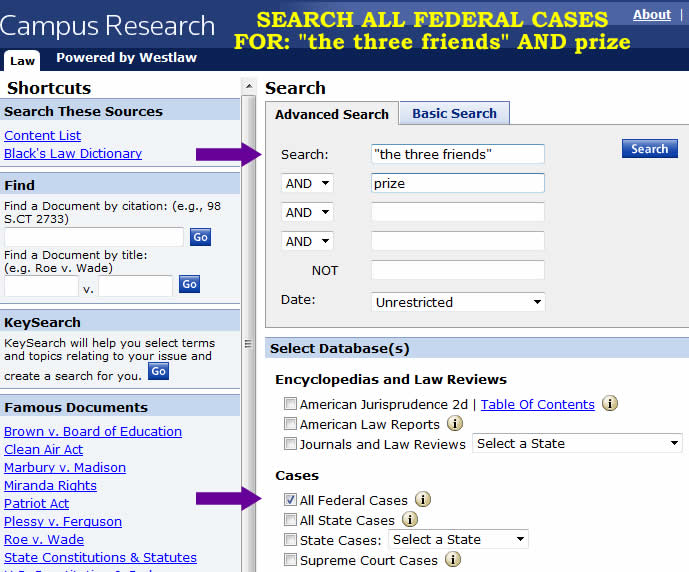 Campus Research
SEARCH ALL FEDERAL CASES
FOR: "the three friends" AND prize
About |
Law
Powered by Westlaw
Shortcuts
Search These Sources
Content List
Black's Law Dictionary
Find
Find a Document by citation: (e.g., 98
S.CT 2733)
Go
Find a Document by title:
(e.g. Roe v. Wade)
v.
Go
KeySearch
KeySearch will help you select terms
and topics relating to your issue and
create a search for you. Go
Famous Documents
Brown v. Board of Education
Clean Air Act
Marbury v. Madison
Miranda Rights
Patriot Act
Plessy v. Ferguson
Roe v. Wade
State Constitutions & Statutes
Search
Advanced Search Basic Search
Search: "the three friends" Search
AND prize
AND
AND
NOT
Date: Unrestricted
Select Database(s)
Encyclopedias and Law Reviews
American Jurisprudence 2d | Table Of Contents i
American Law Reports i
Journals and Law Reviews Select a State
Cases
All Federal Cases i
All State Cases i
State Cases: Select a State
Supreme Court Cases i